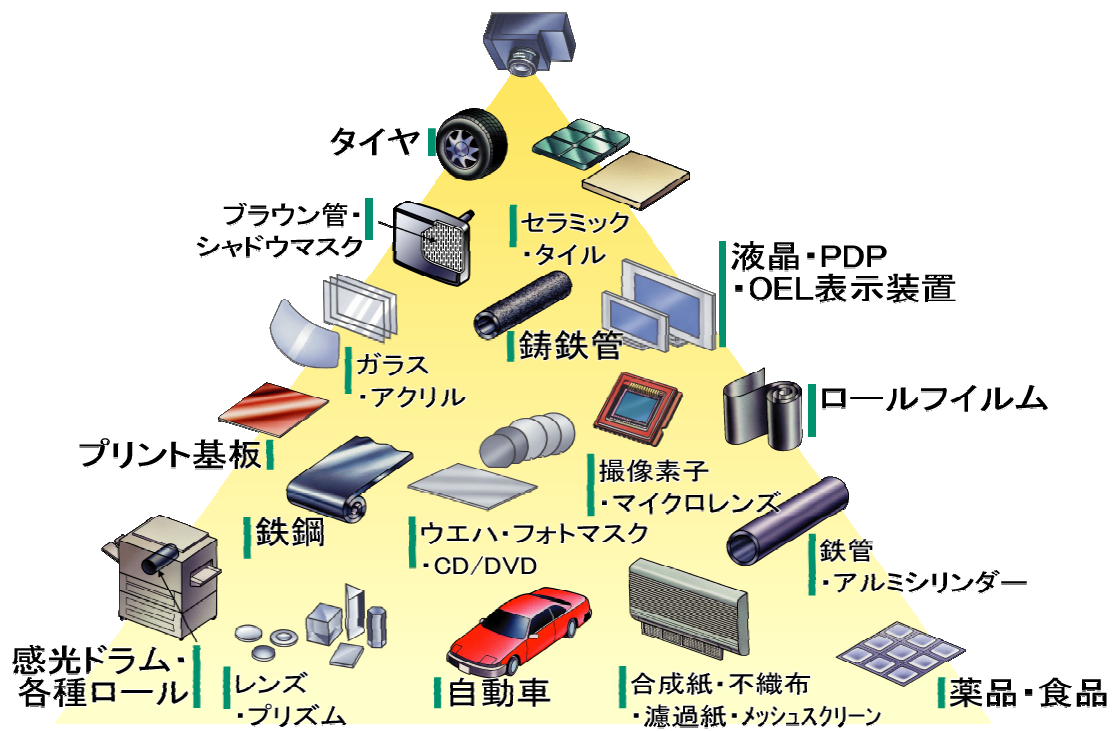 タイヤ
ブラウン管・
シャドウマスク
セラミック
・タイル
液晶・PDP
・OEL表示装置
鋳鉄管
ガラス
・アクリル
ロールフイルム
プリント基板
撮像素子
・マイクロレンズ
鉄鋼
ウエハ・フォトマスク
・CD/DVD
鉄管
・アルミシリンダー
感光ドラム・
各種ロール
レンズ
・プリズム
自動車
合成紙・不織布
・濾過紙・メッシュスクリーン
薬品・食品